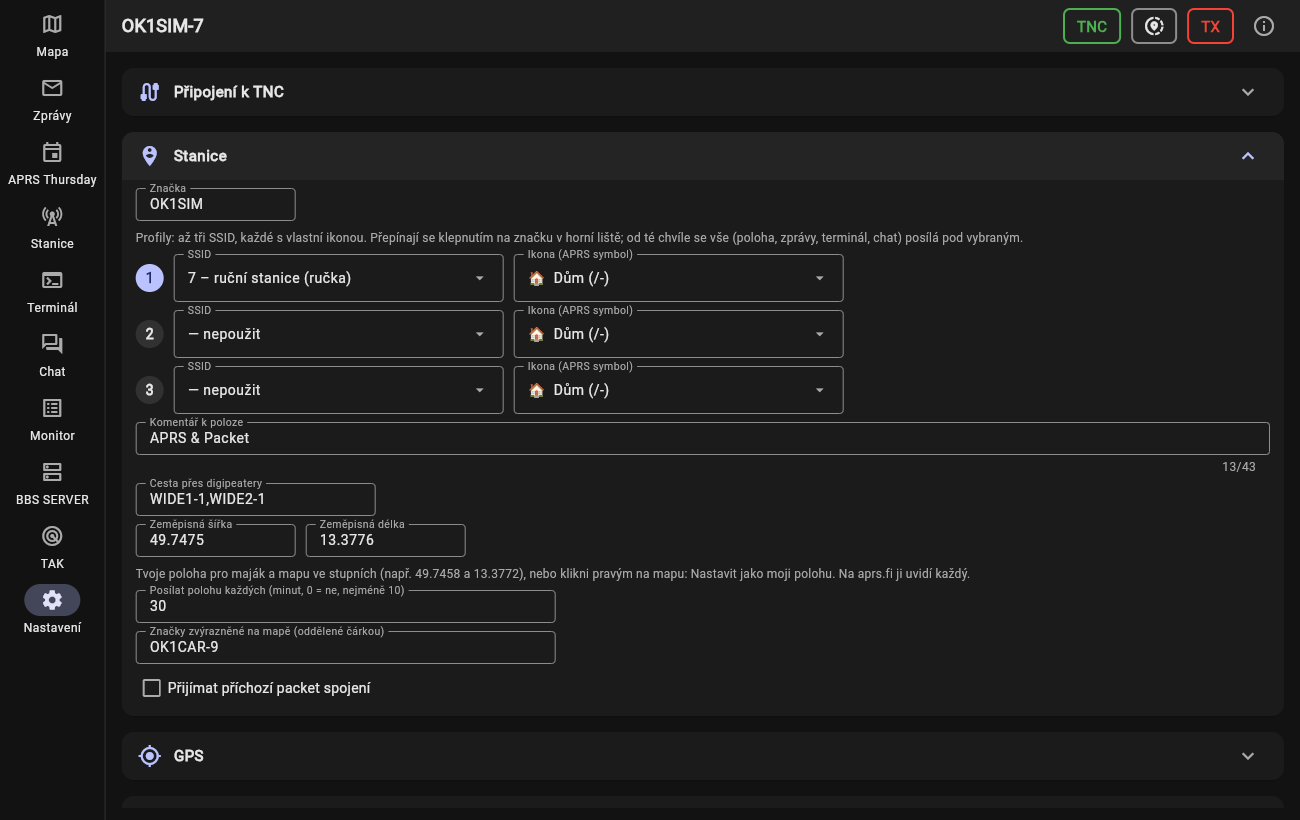 OK1SIM-7
TNC
TX
Mapa
Zprávy
APRS Thursday
Stanice
Terminál
Chat
Monitor
BBS SERVER
TAK
Nastavení
Připojení k TNC
Stanice
Značka
OK1SIM
Profily: až tři SSID, každé s vlastní ikonou. Přepínají se klepnutím na značku v horní liště; od té chvíle se vše (poloha, zprávy, terminál, chat) posílá pod vybraným.
1
SSID
7 – ruční stanice (ručka)
Ikona (APRS symbol)
Dům (/-)
2
SSID
— nepoužit
Ikona (APRS symbol)
Dům (/-)
3
SSID
— nepoužit
Ikona (APRS symbol)
Dům (/-)
Komentář k poloze
APRS & Packet
13/43
Cesta přes digipeatery
WIDE1-1,WIDE2-1
Zeměpisná šířka
49.7475
Zeměpisná délka
13.3776
Tvoje poloha pro maják a mapu ve stupních (např. 49.7458 a 13.3772), nebo klikni pravým na mapu: Nastavit jako moji polohu. Na aprs.fi ji uvidí každý.
Posílat polohu každých (minut, 0 = ne, nejméně 10)
30
Značky zvýrazněné na mapě (oddělené čárkou)
OK1CAR-9
Přijímat příchozí packet spojení
GPS